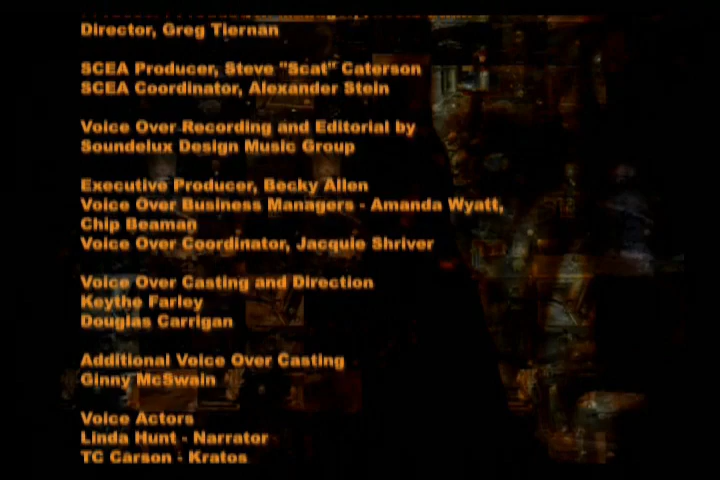 Director, Greg Tiernan
SCEA Producer, Steve "Scat" Caterson
SCEA Coordinator, Alexander Stein
Voice Over Recording and Editorial by
Soundelux Design Music Group
Executive Producer, Becky Allen
Voice Over Business Managers - Amanda Wyatt,
Chip Beaman
Voice Over Coordinator, Jacquie Shriver
Voice Over Casting and Direction
Keythe Farley
Douglas Carrigan
Additional Voice Over Casting
Ginny McSwain
Voice Actors
Linda Hunt - Narrator
TC Carson - Kratos